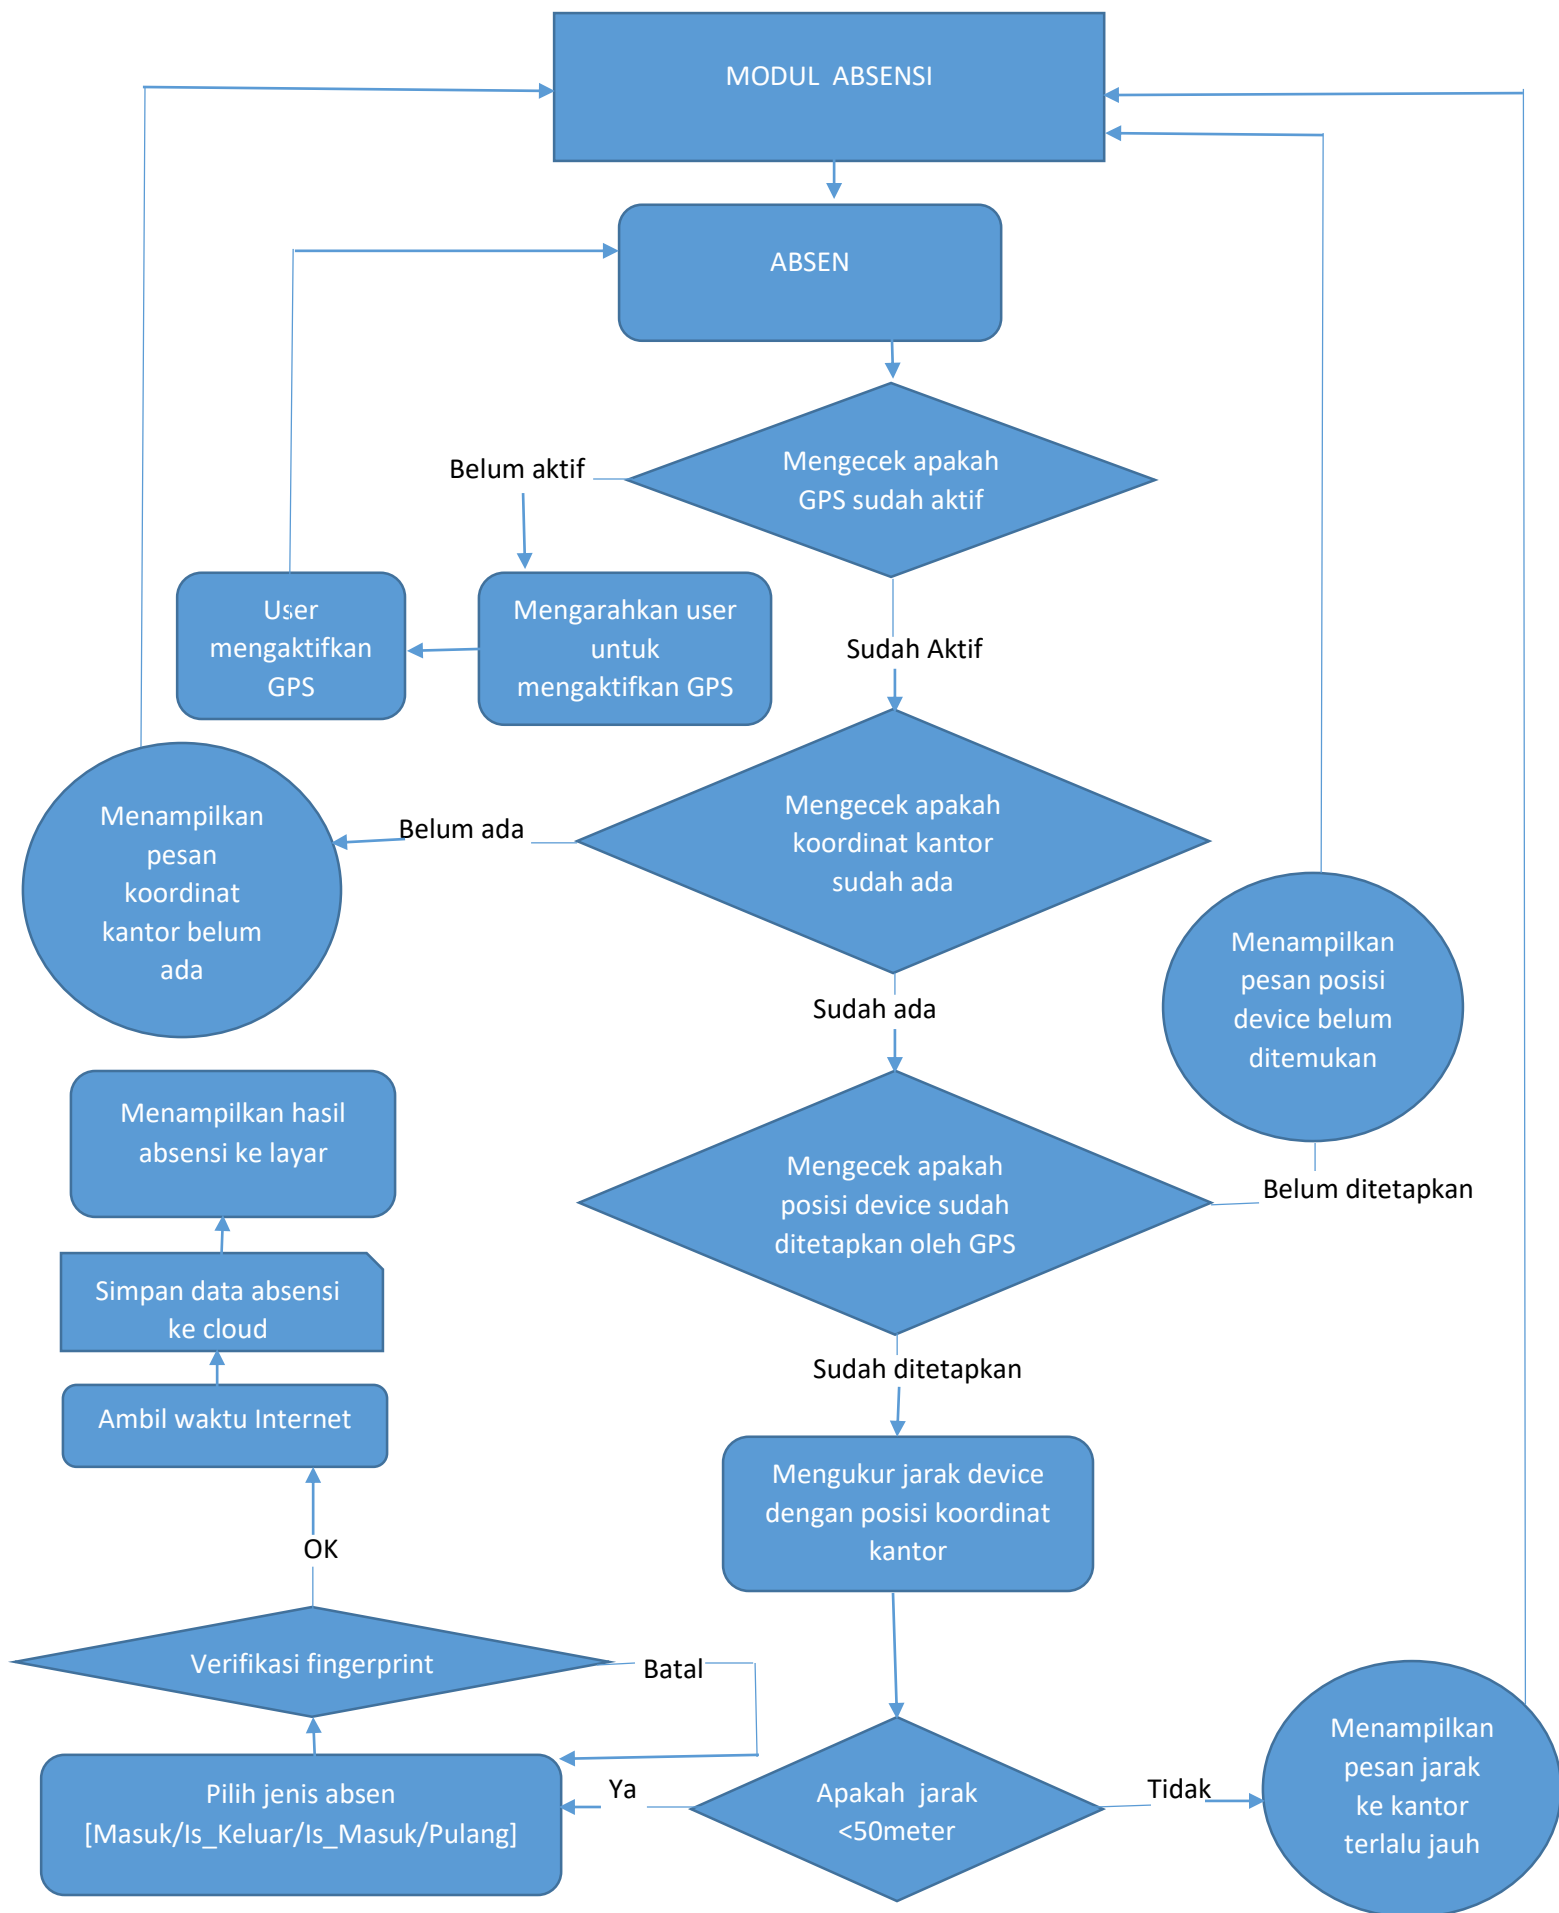 MODUL  ABSENSI
ABSEN
Mengecek apakah
GPS sudah aktif
Belum aktif
User
mengaktifkan
GPS
Mengarahkan user
untuk
mengaktifkan GPS
Sudah Aktif
Mengecek apakah
koordinat kantor
sudah ada
Belum ada
Menampilkan
pesan
koordinat
kantor belum
ada
Sudah ada
Menampilkan
pesan posisi
device belum
ditemukan
Mengecek apakah
posisi device sudah
ditetapkan oleh GPS
Belum ditetapkan
Sudah ditetapkan
Mengukur jarak device
dengan posisi koordinat
kantor
Apakah  jarak
<50meter
Tidak
Menampilkan
pesan jarak
ke kantor
terlalu jauh
Ya
Pilih jenis absen
[Masuk/Is_Keluar/Is_Masuk/Pulang]
Verifikasi fingerprint
Batal
OK
Ambil waktu Internet
Simpan data absensi
ke cloud
Menampilkan hasil
absensi ke layar